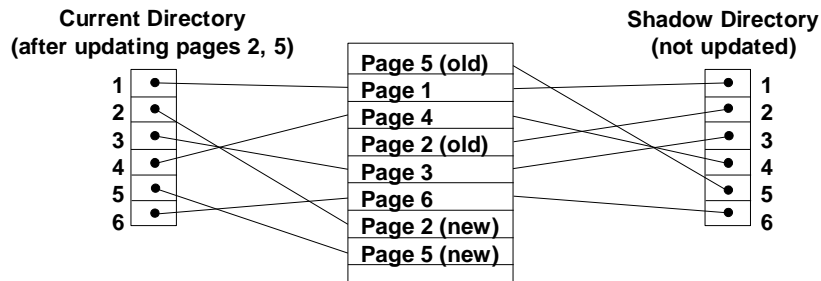 Current Directory
(after updating pages 2, 5)
1
2
3
4
5
6
Page 5 (old)
Page 1
Page 4
Page 2 (old)
Page 3
Page 6
Page 2 (new)
Page 5 (new)
Shadow Directory
(not updated)
1
2
3
4
5
6